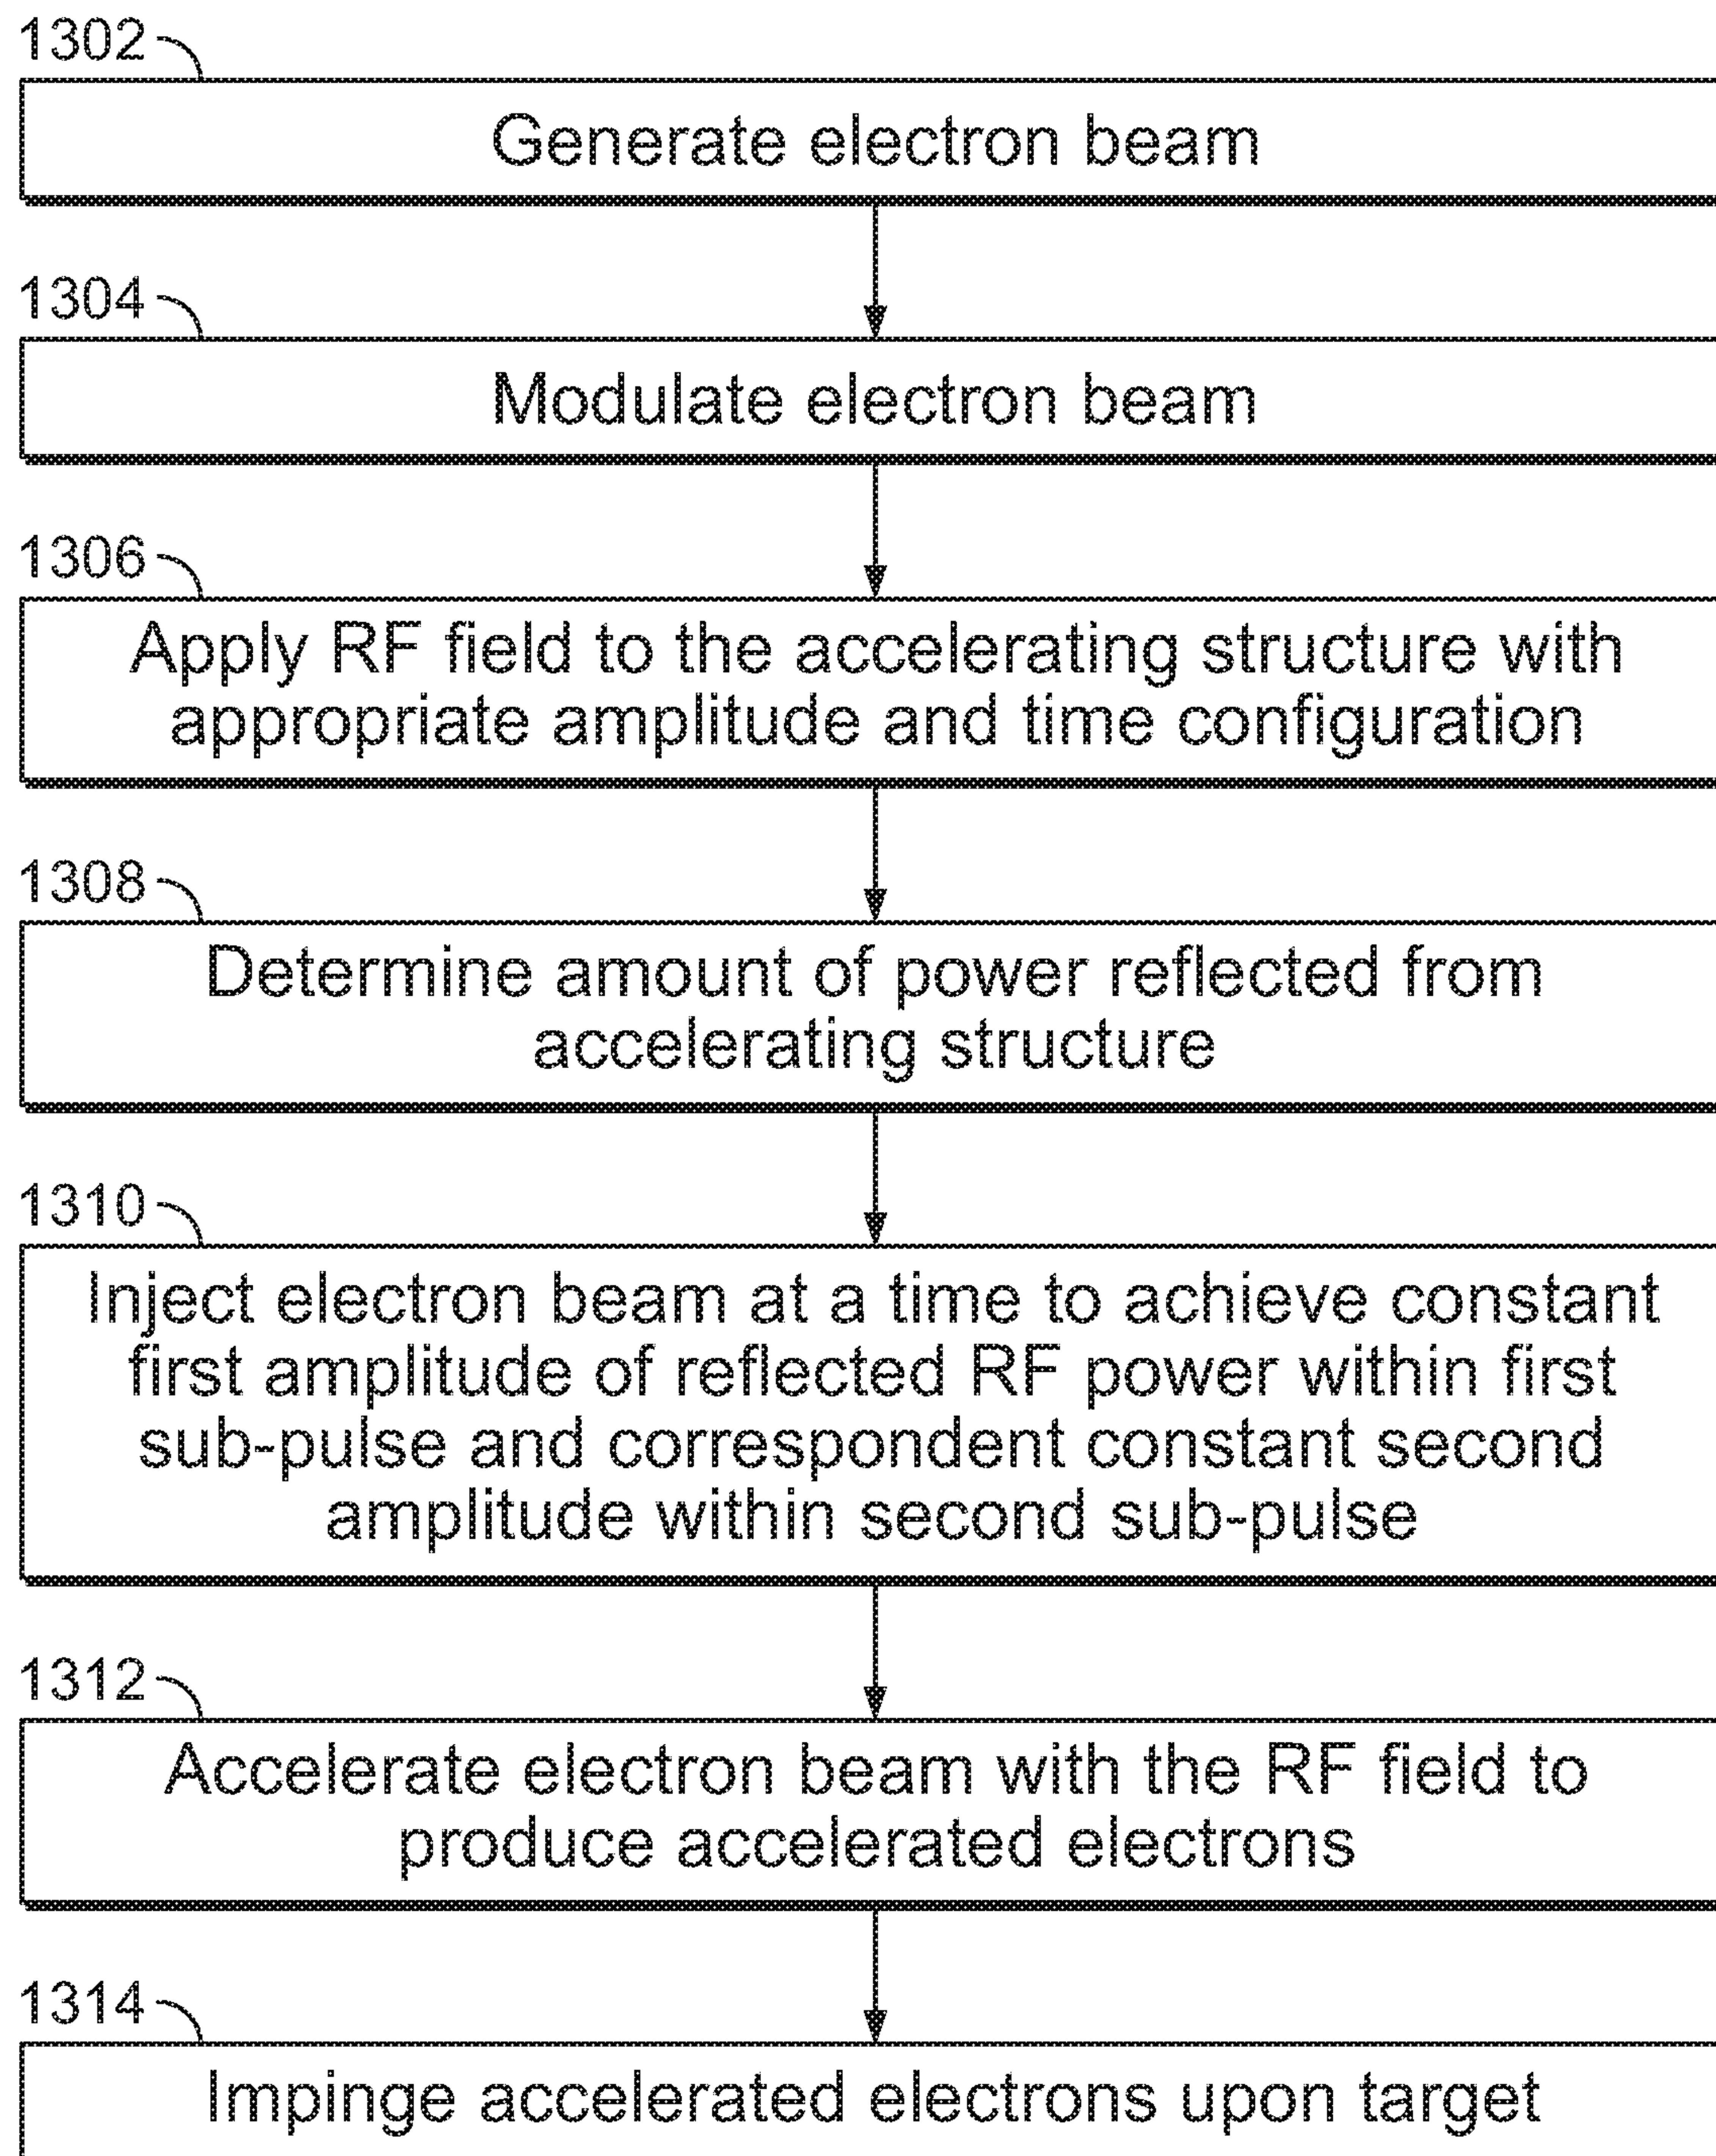 1302
Generate electron beam
1304
Modulate electron beam
1306
Apply RF field to the accelerating structure with
appropriate amplitude and time configuration
1308
Determine amount of power reflected from
accelerating structure
1310
Inject electron beam at a time to achieve constant
first amplitude of reflected RF power within first
sub-pulse and correspondent constant second
amplitude within second sub-pulse
1312
Accelerate electron beam with the RF field to
produce accelerated electrons
1314
Impinge accelerated electrons upon target